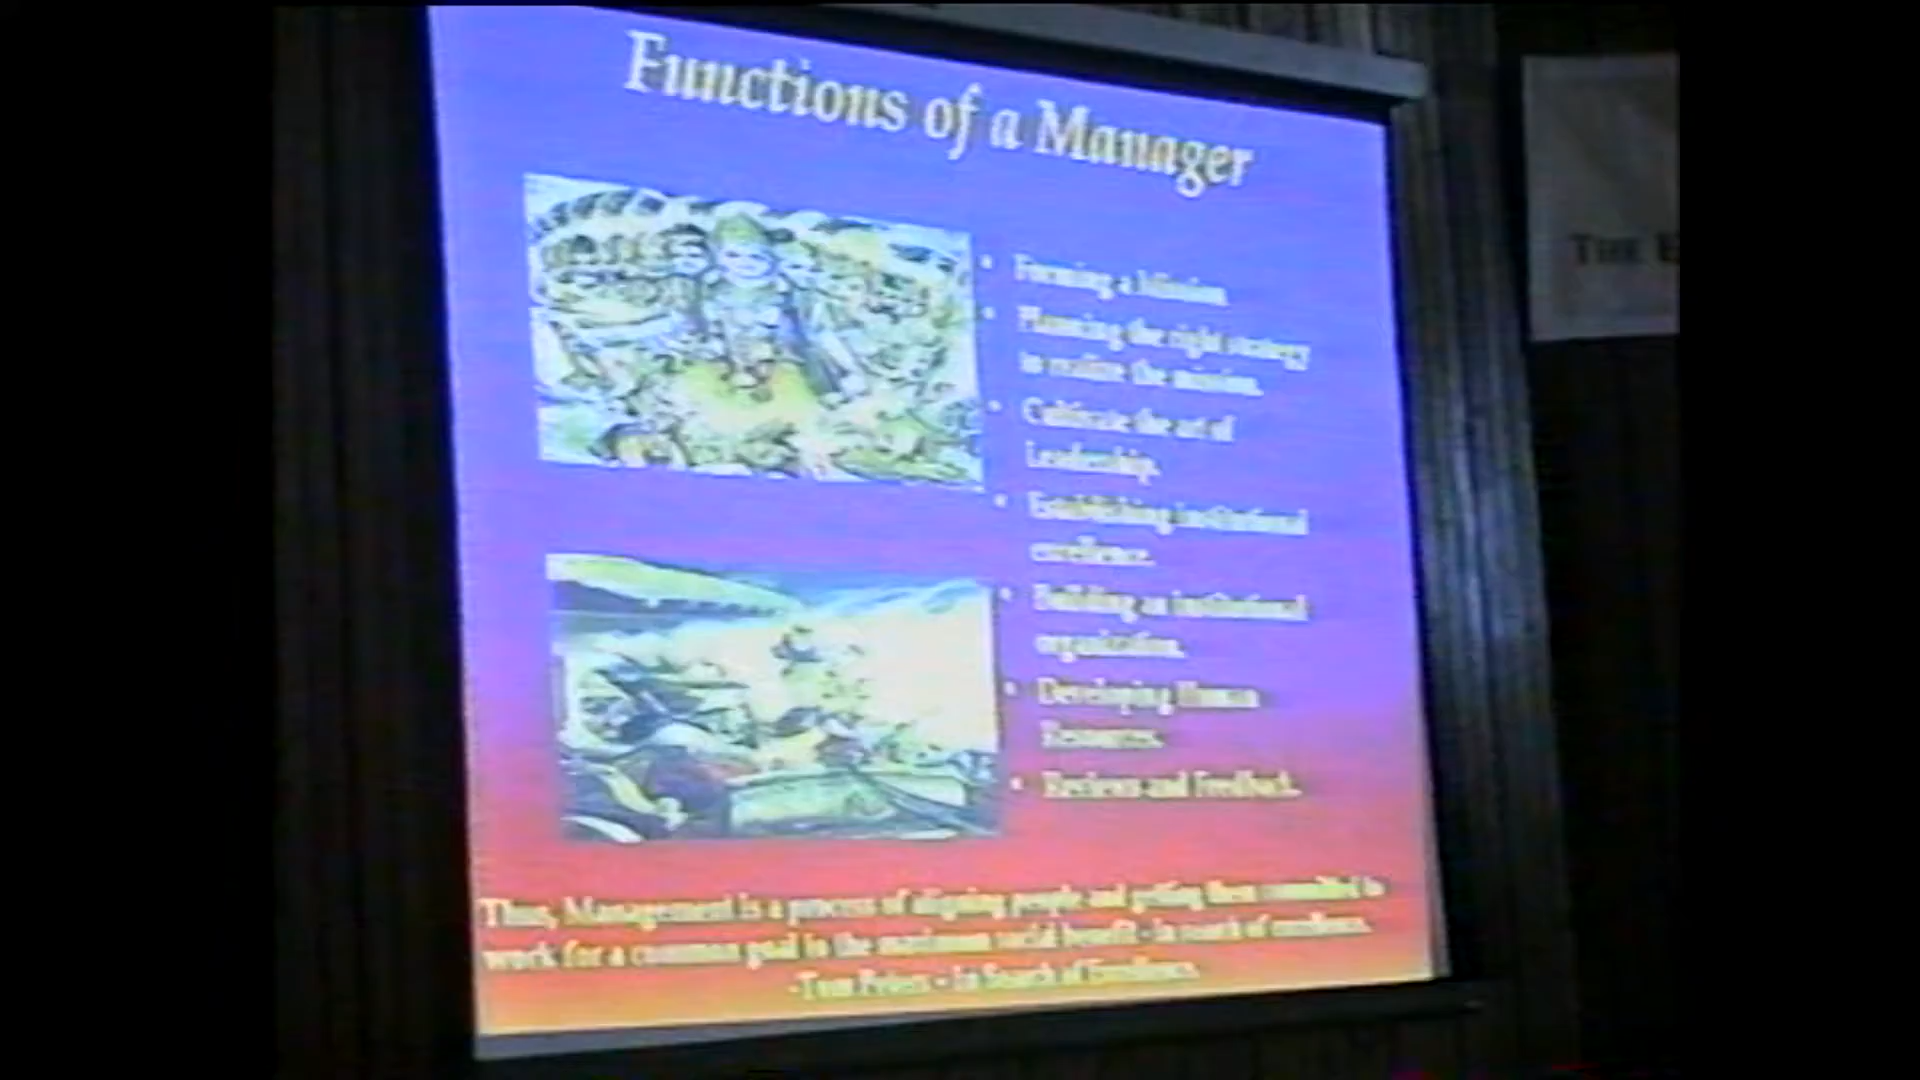 Functions of a Manager
• Forming a Mission
• Planning the right strategy
to realize the mission.
• Cultivate the art of
Leadership.
• Establishing institutional
excellence.
• Building an institutional
organization.
• Developing Human
Resources.
• Reviews and Feedback.
Thus, Management is a process of aligning people and getting them committed to
work for a common goal to the maximum social benefit - in search of excellence.
-Tom Peters - In Search of Excellence.
THE